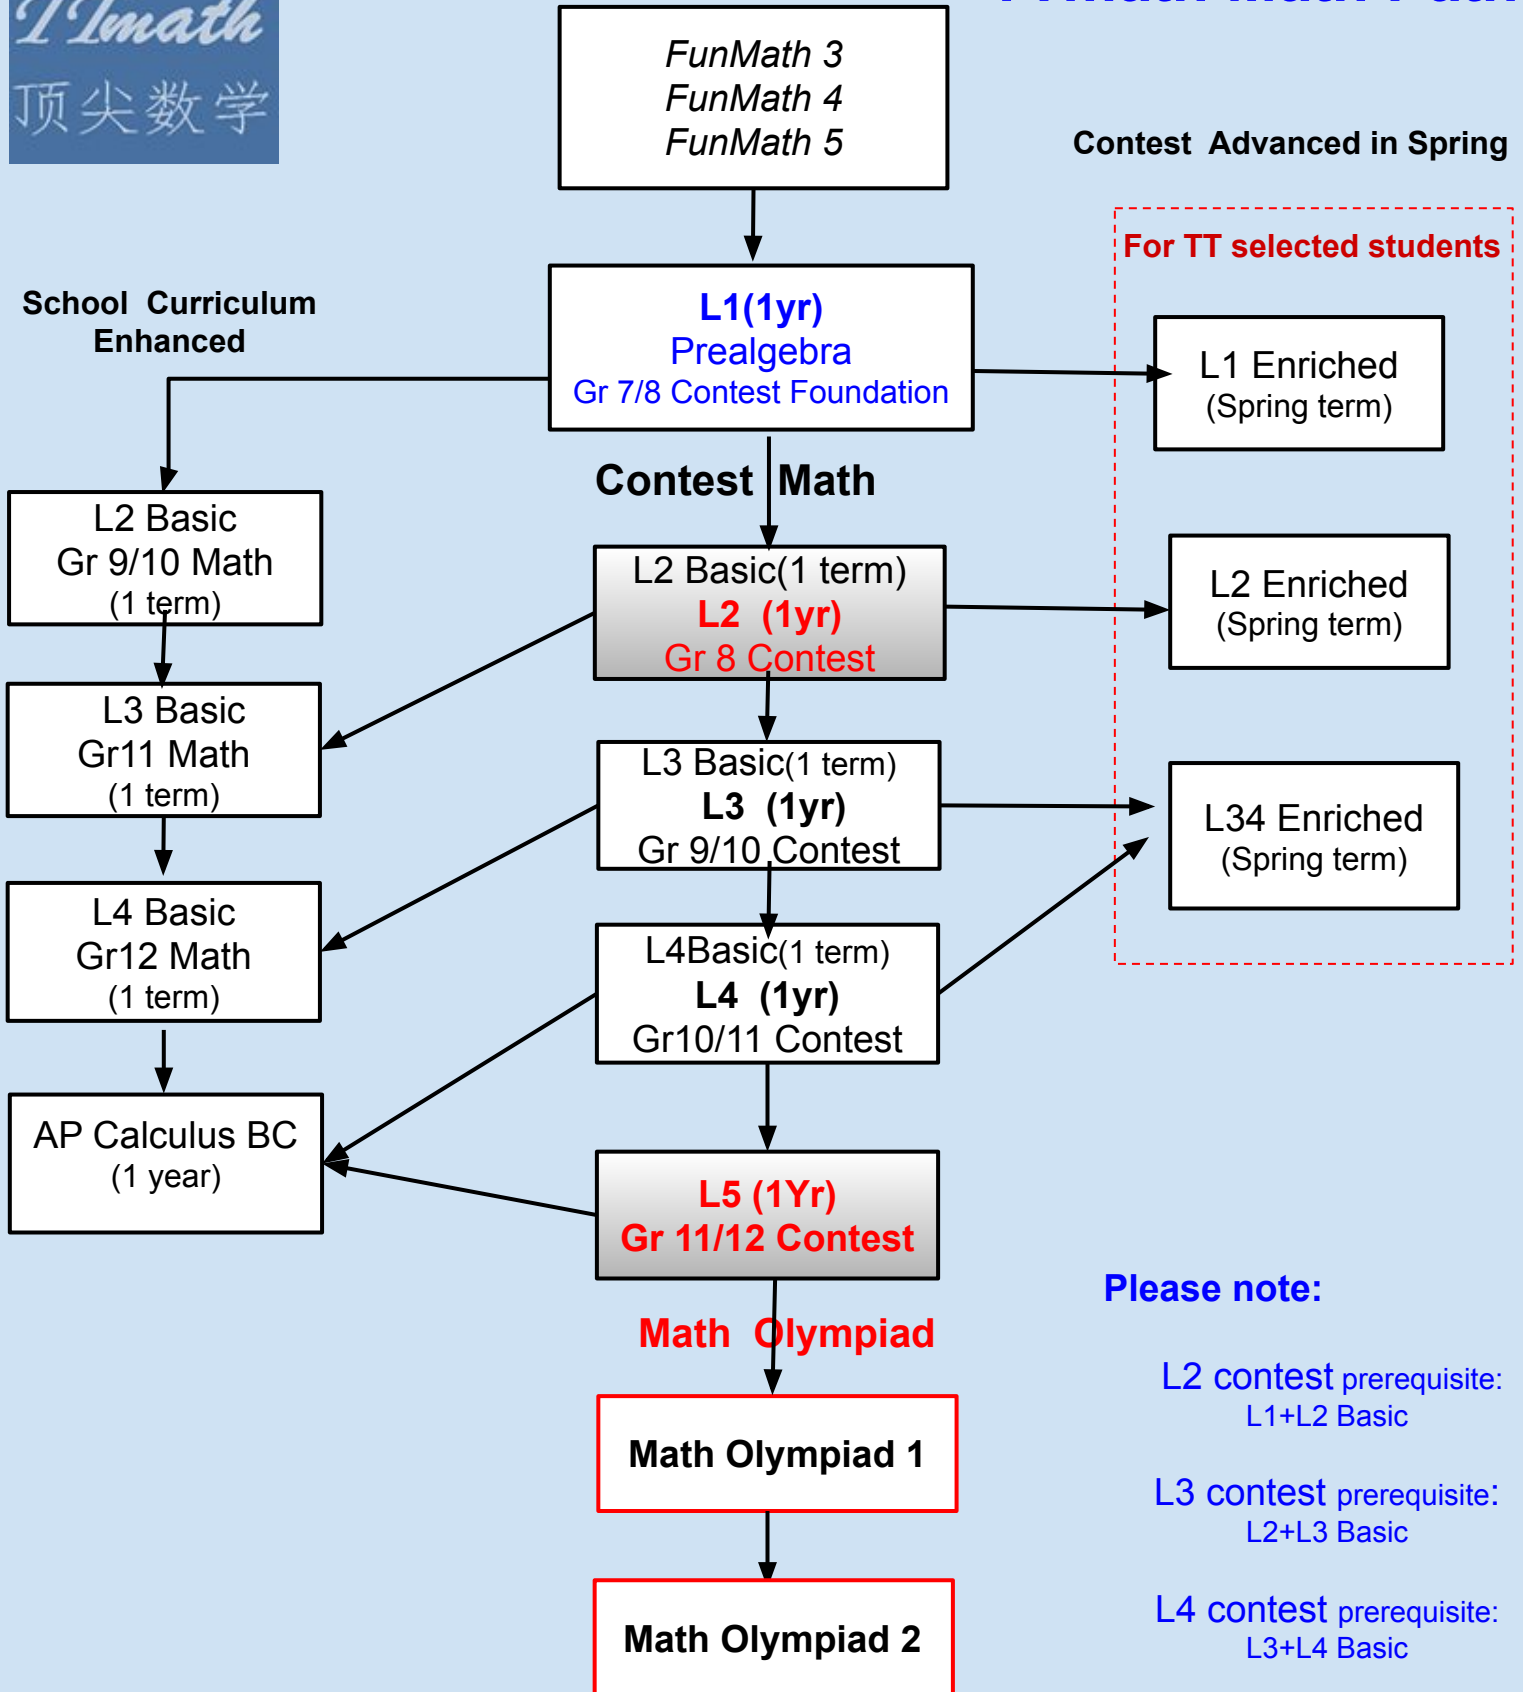 TTmath
顶尖数学
FunMath 3
FunMath 4
FunMath 5
Contest Advanced in Spring
For TT selected students
School Curriculum
Enhanced
L1(1yr)
Prealgebra
Gr 7/8 Contest Foundation
L1 Enriched
(Spring term)
Contest Math
L2 Basic
Gr 9/10 Math
(1 term)
L2 Basic(1 term)
L2 (1yr)
Gr 8 Contest
L2 Enriched
(Spring term)
L3 Basic
Gr11 Math
(1 term)
L3 Basic(1 term)
L3 (1yr)
Gr 9/10 Contest
L34 Enriched
(Spring term)
L4 Basic
Gr12 Math
(1 term)
L4Basic(1 term)
L4 (1yr)
Gr10/11 Contest
AP Calculus BC
(1 year)
L5 (1Yr)
Gr 11/12 Contest
Math Olympiad
Math Olympiad 1
Math Olympiad 2
Please note:
L2 contest prerequisite:
L1+L2 Basic
L3 contest prerequisite:
L2+L3 Basic
L4 contest prerequisite:
L3+L4 Basic